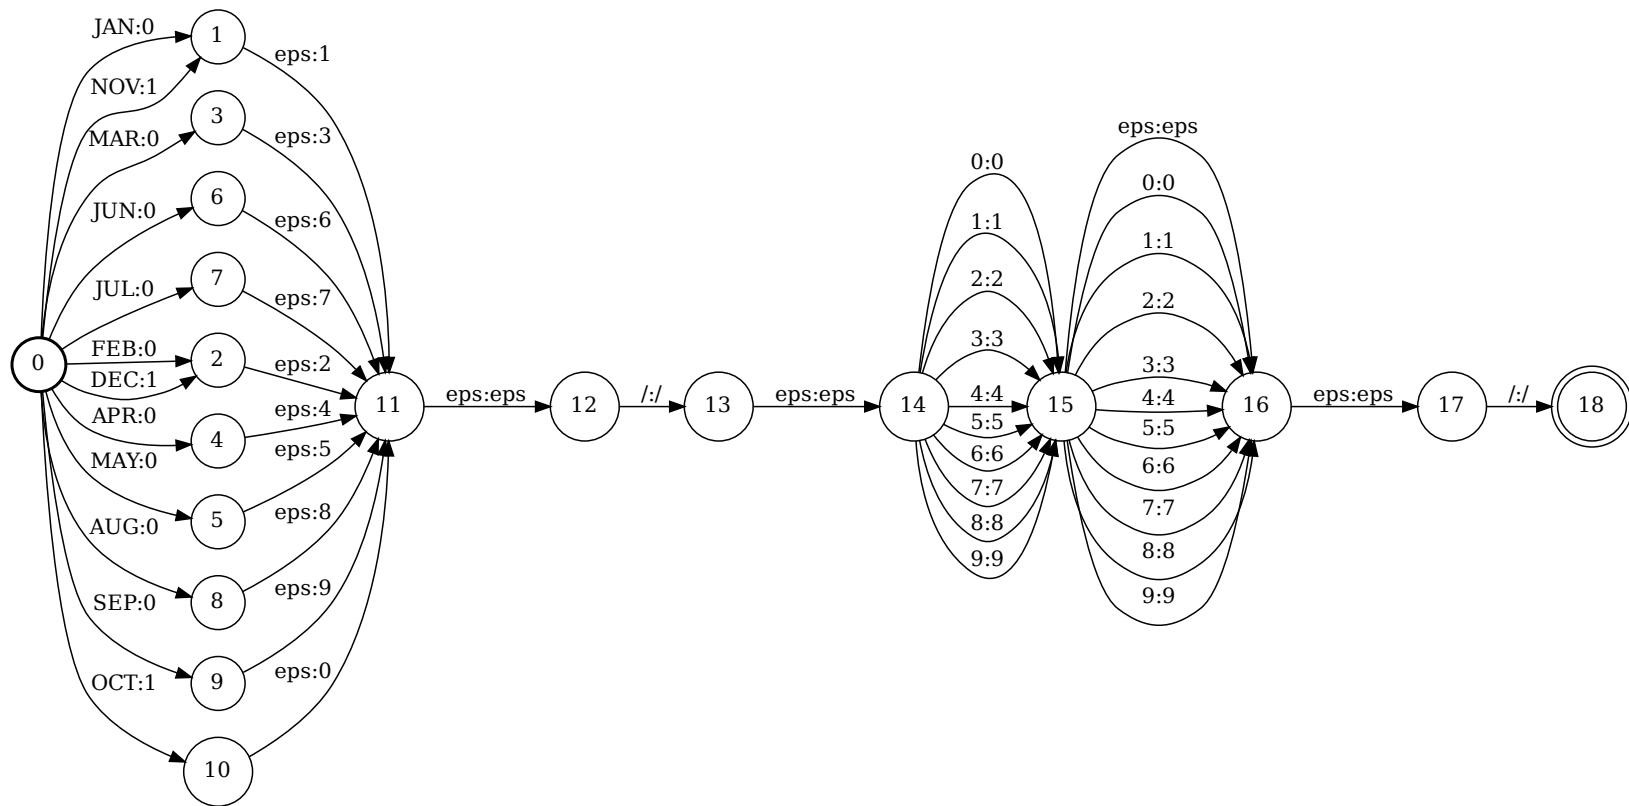 0
JAN:0
NOV:1
MAR:0
JUN:0
JUL:0
FEB:0
DEC:1
APR:0
MAY:0
AUG:0
SEP:0
OCT:1
1
3
6
7
2
4
5
8
9
10
eps:1
eps:3
eps:6
eps:7
eps:2
eps:4
eps:5
eps:8
eps:9
eps:0
11
eps:eps
12
/:/
13
eps:eps
14
0:0
1:1
2:2
3:3
4:4
5:5
6:6
7:7
8:8
9:9
15
eps:eps
0:0
1:1
2:2
3:3
4:4
5:5
6:6
7:7
8:8
9:9
16
eps:eps
17
/:/
18